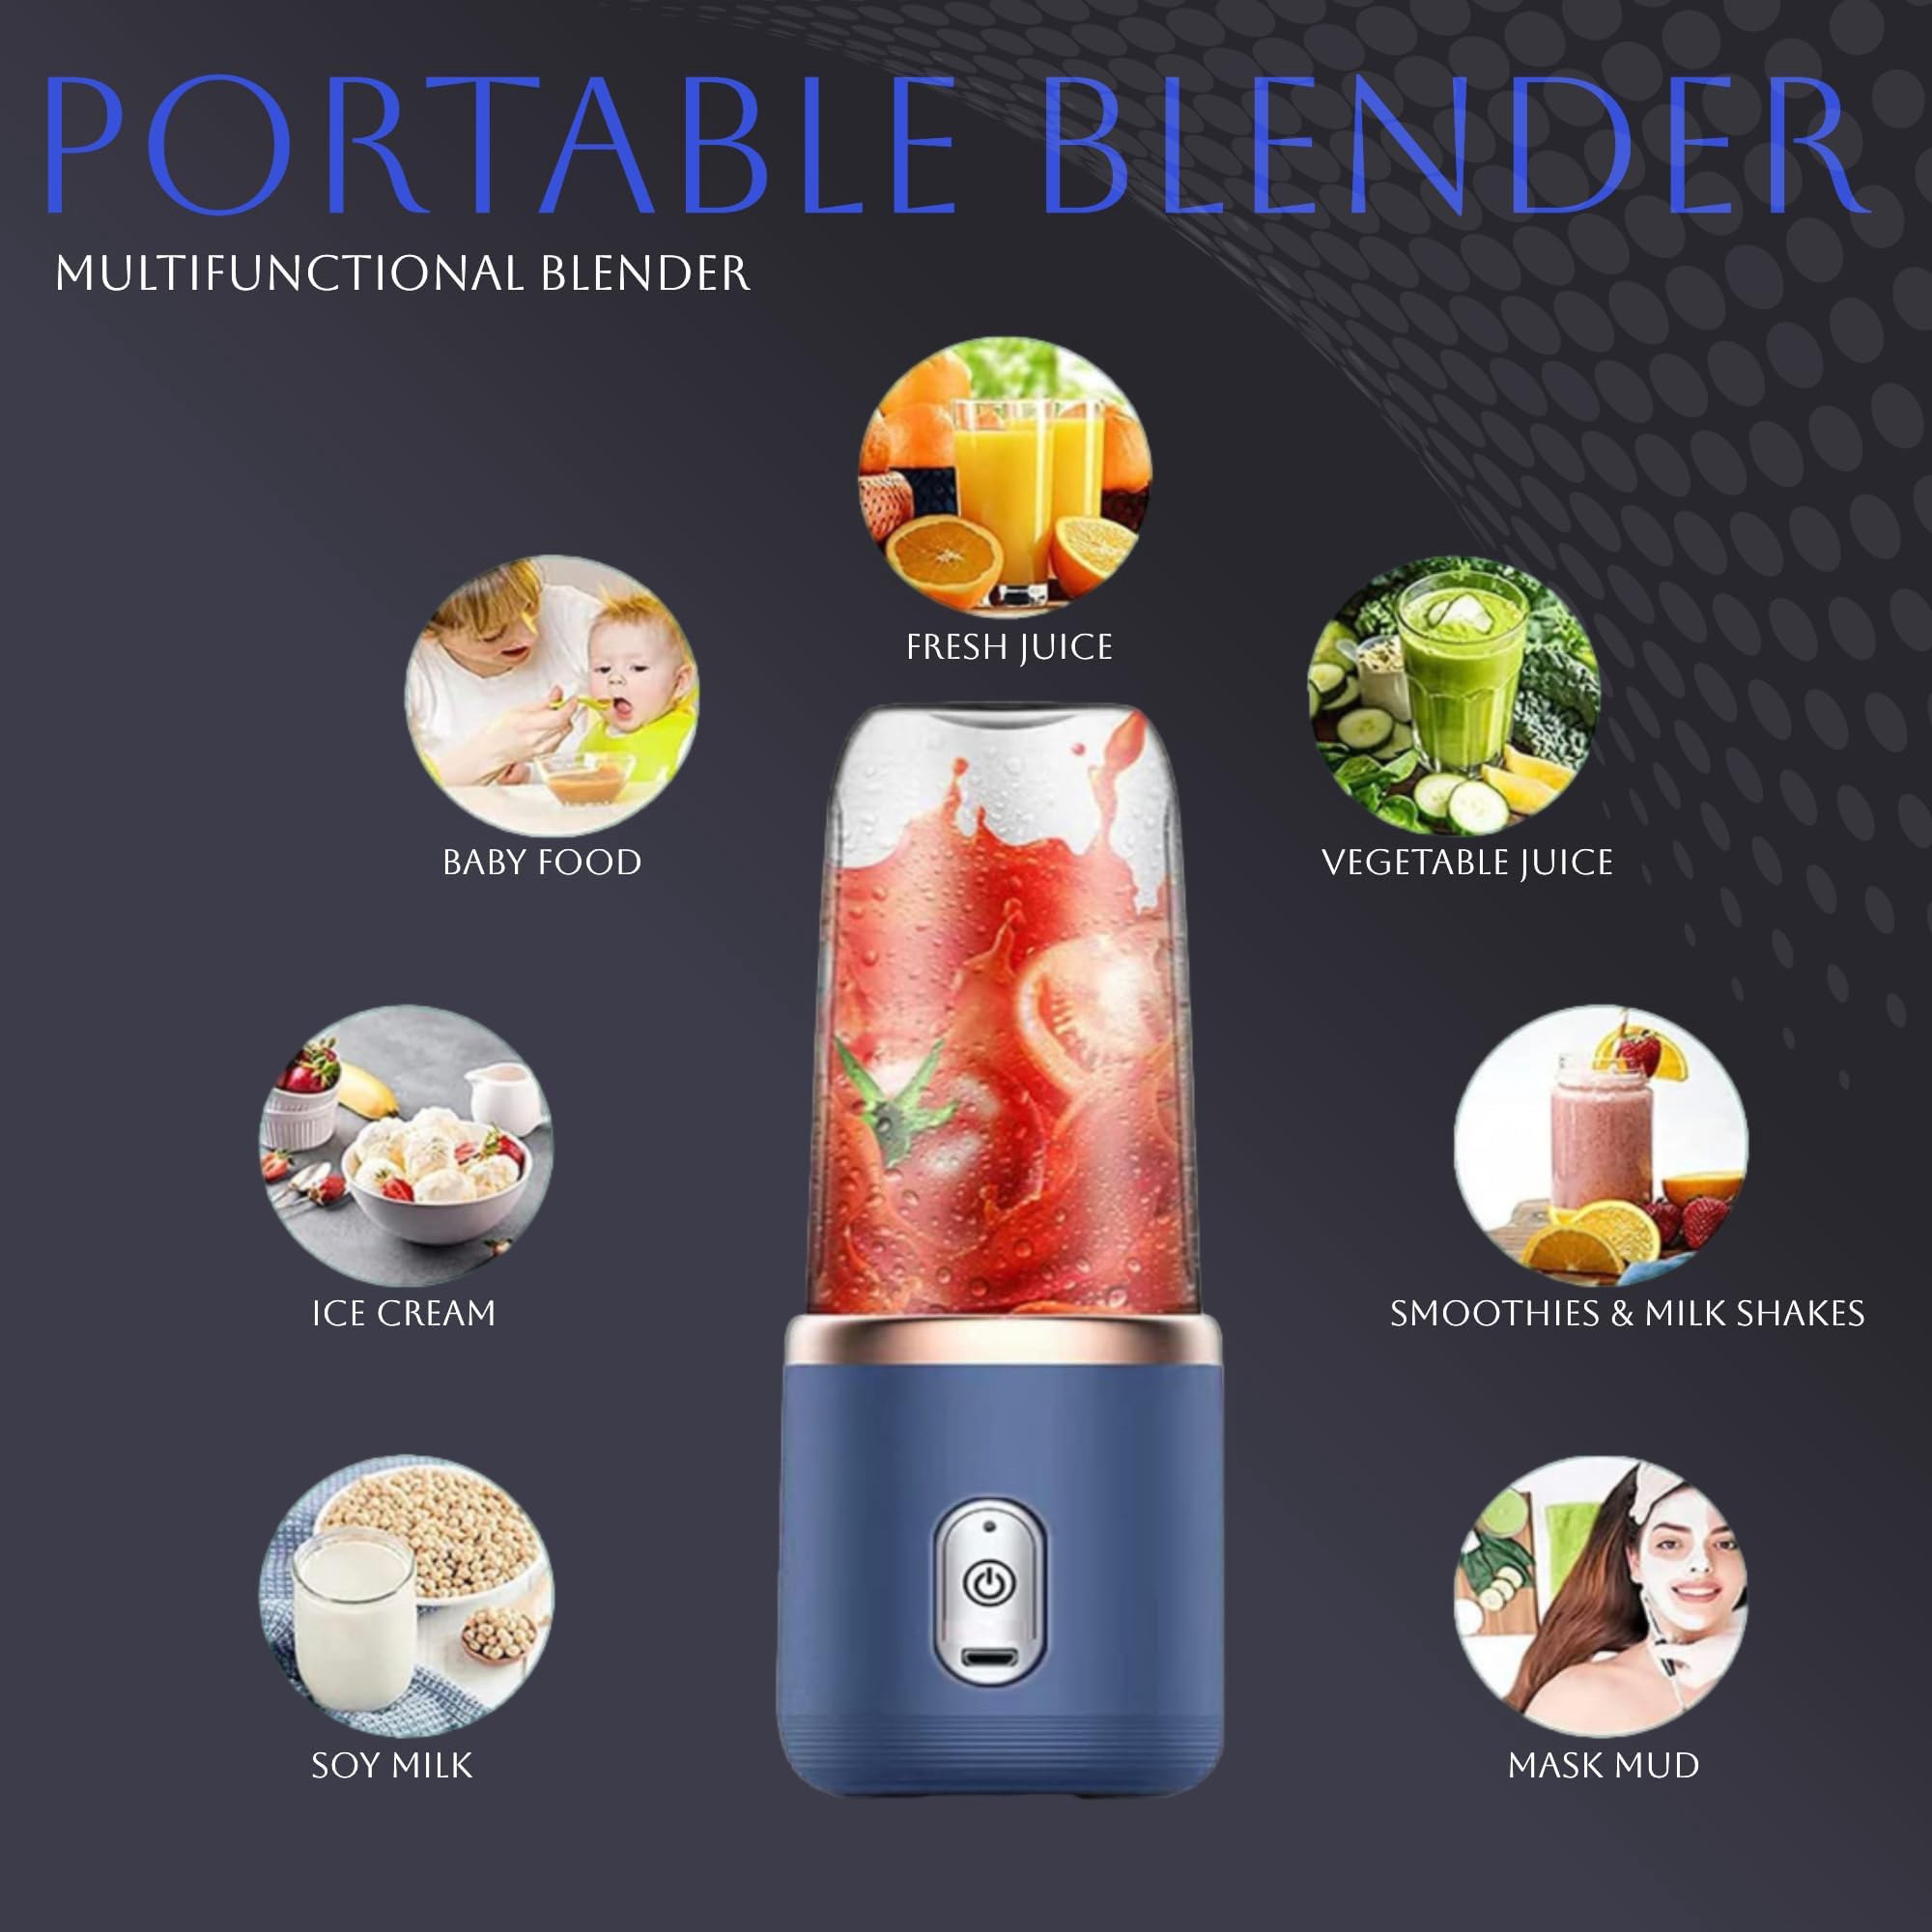 PORTABLE BLENDER
MULTIFUNCTIONAL BLENDER
FRESH JUICE
BABY FOOD
VEGETABLE JUICE
ICE CREAM
SMOOTHIES & MILK SHAKES
SOY MILK
MASK MUD